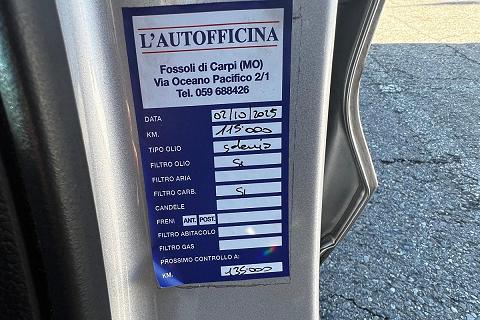 L'AUTOFFICINA
Fossoli di Carpi (MO)
Via Oceano Pacifico 2/1
Tel. 059 688426
DATA 02/10/2025
KM. 115.000
TIPO OLIO selenia
FILTRO OLIO Si
FILTRO ARIA
FILTRO CARB. Si
CANDELE
FRENI ANT. POST.
FILTRO ABITACOLO
FILTRO GAS
PROSSIMO CONTROLLO A:
KM. 135.000